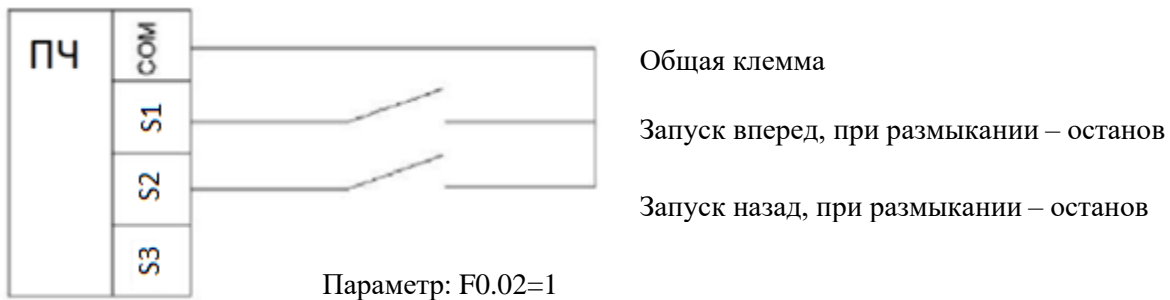 ПЧ
COM
Общая клемма
S1
Запуск вперед, при размыкании – останов
S2
Запуск назад, при размыкании – останов
S3
Параметр: F0.02=1